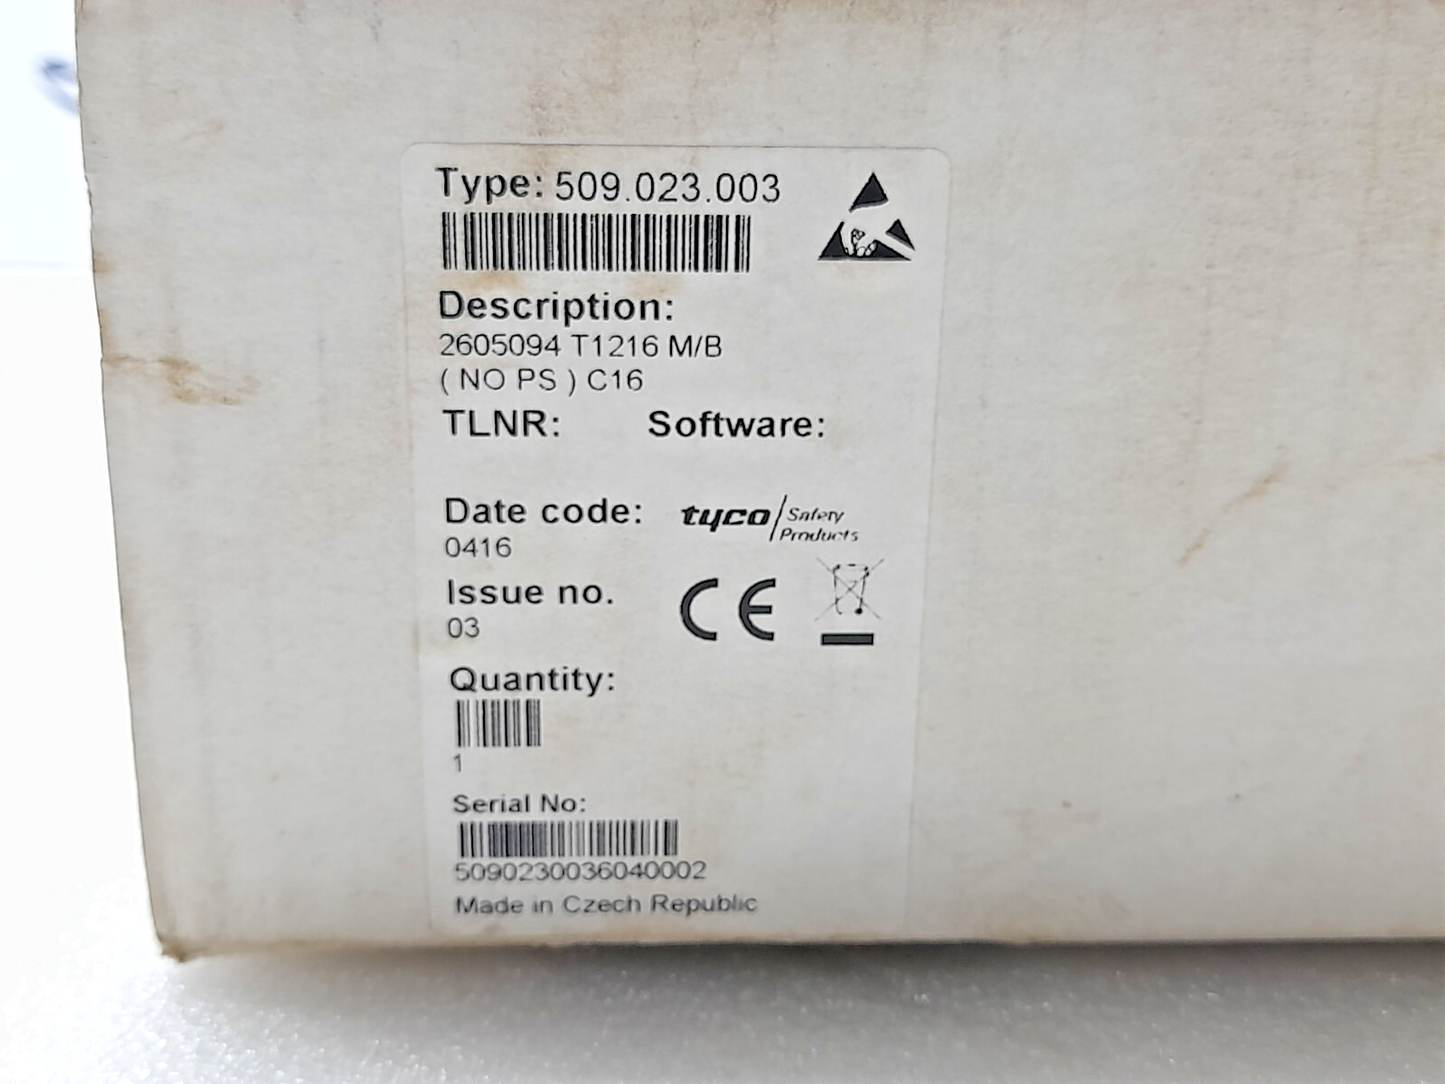 Type: 509.023.003
Description:
2605094 T1216 M/B
( NO PS ) C16
TLNR: Software:
Date code: tyco / Safety Products
0416
Issue no.
03
CE
Quantity:
1
Serial No:
5090230036040002
Made in Czech Republic